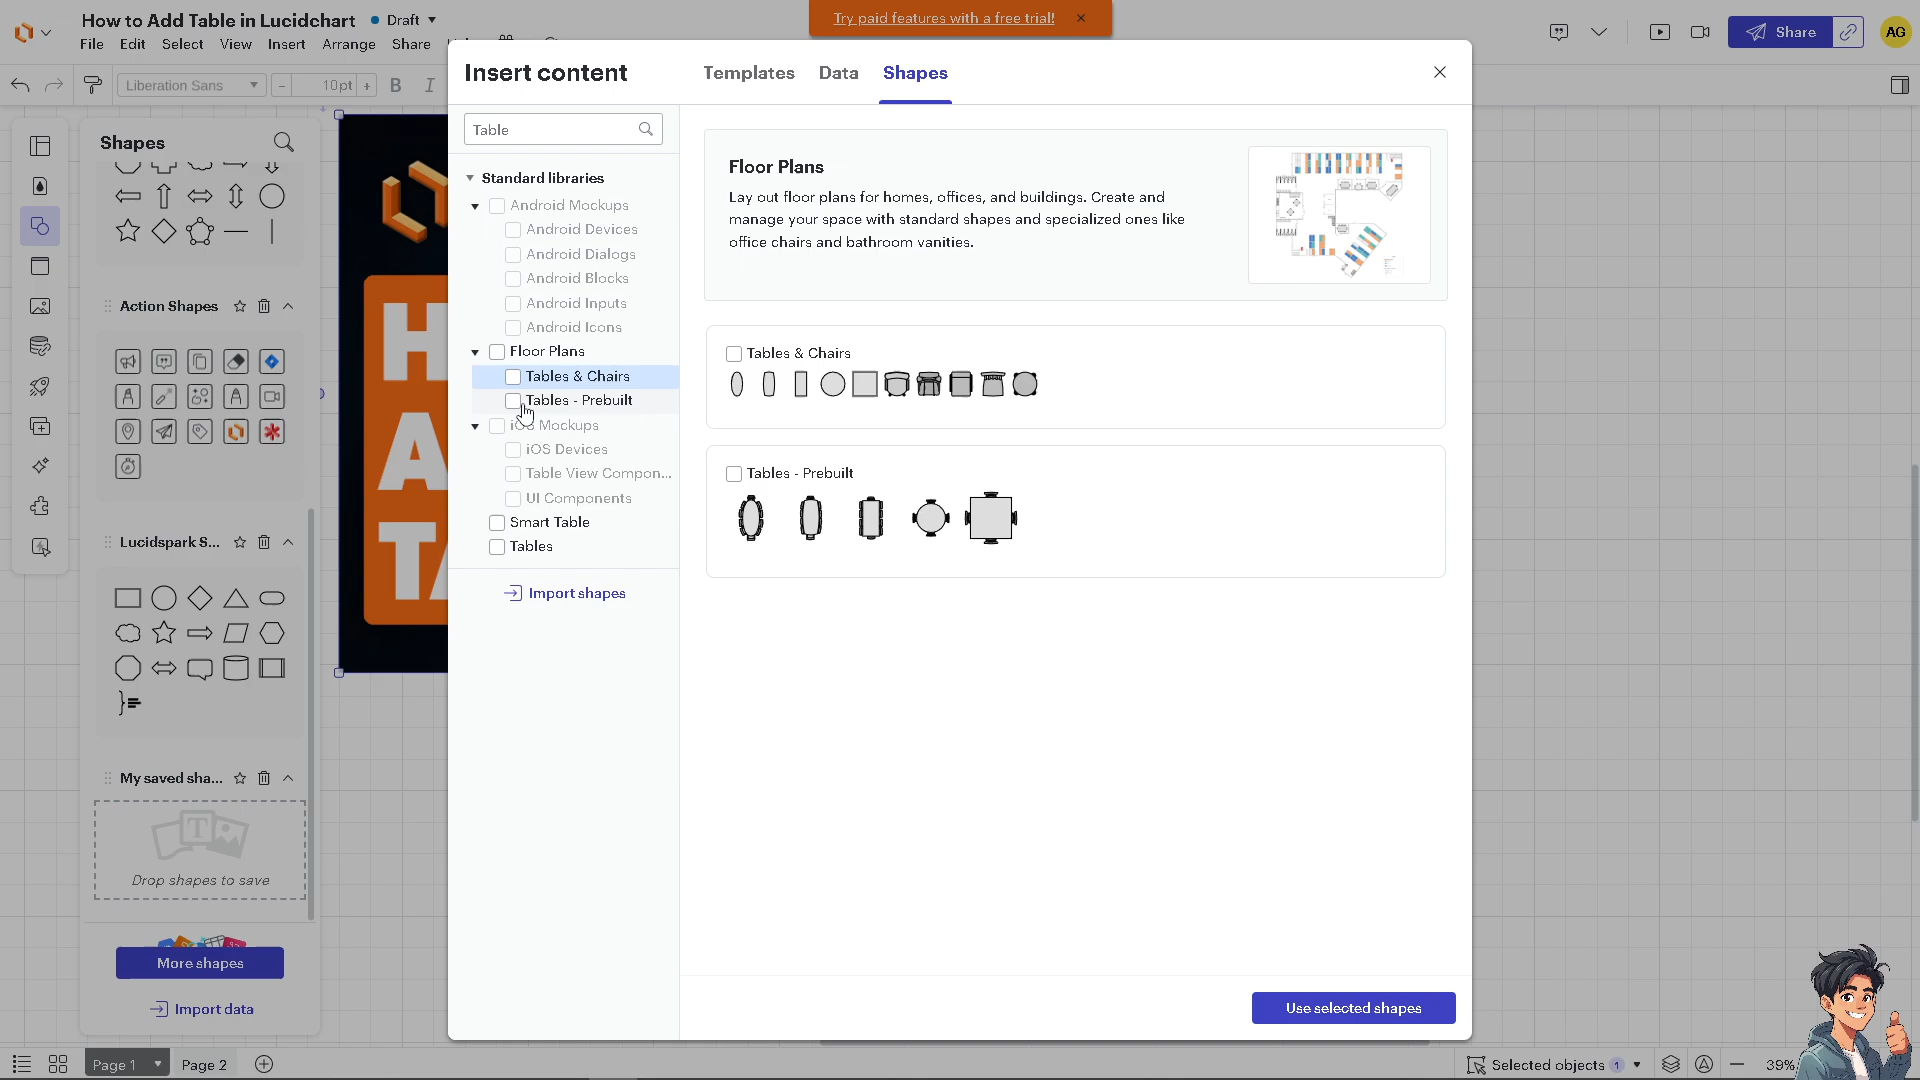 How to Add Table in Lucidchart
Draft
Try paid features with a free trial!
File Edit Select View Insert Arrange Share
Share
AG
Liberation Sans
- 10pt +
B I
Insert content
Templates Data Shapes
Table
Shapes
Standard libraries
Android Mockups
Android Devices
Android Dialogs
Android Blocks
Android Inputs
Android Icons
Floor Plans
Tables & Chairs
Tables - Prebuilt
iOS Mockups
iOS Devices
Table View Compon...
UI Components
Smart Table
Tables
Import shapes
Floor Plans
Lay out floor plans for homes, offices, and buildings. Create and
manage your space with standard shapes and specialized ones like
office chairs and bathroom vanities.
Tables & Chairs
Tables - Prebuilt
Use selected shapes
Action Shapes
Lucidspark S...
My saved sha...
T
Drop shapes to save
More shapes
Import data
H
A
TA
Page 1
Page 2
Selected objects 1
39%